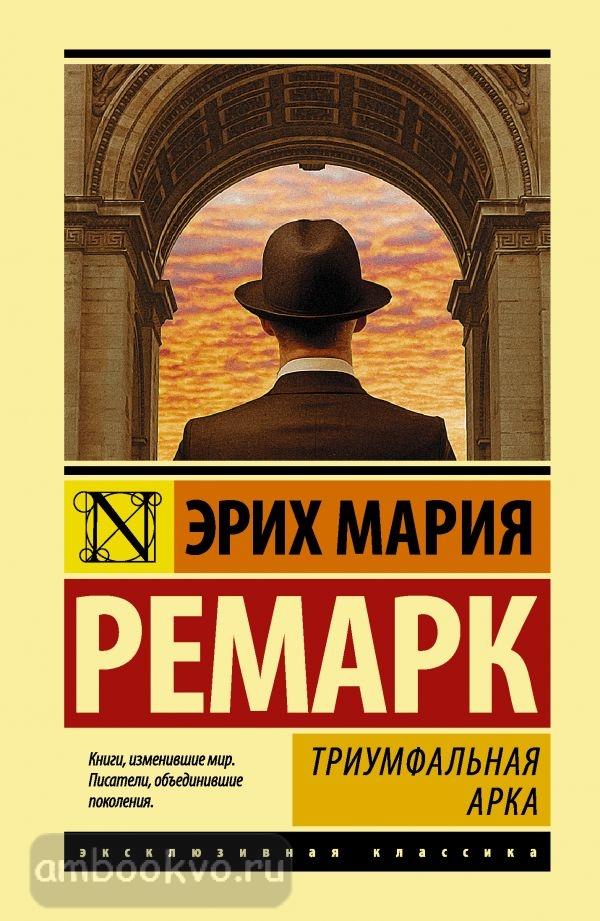 N
ЭРИХ МАРИЯ
РЕМАРК
Книги, изменившие мир.
Писатели, объединившие
поколения.
ТРИУМФАЛЬНАЯ
АРКА
эксклюзивная классика
ambookvo.ru